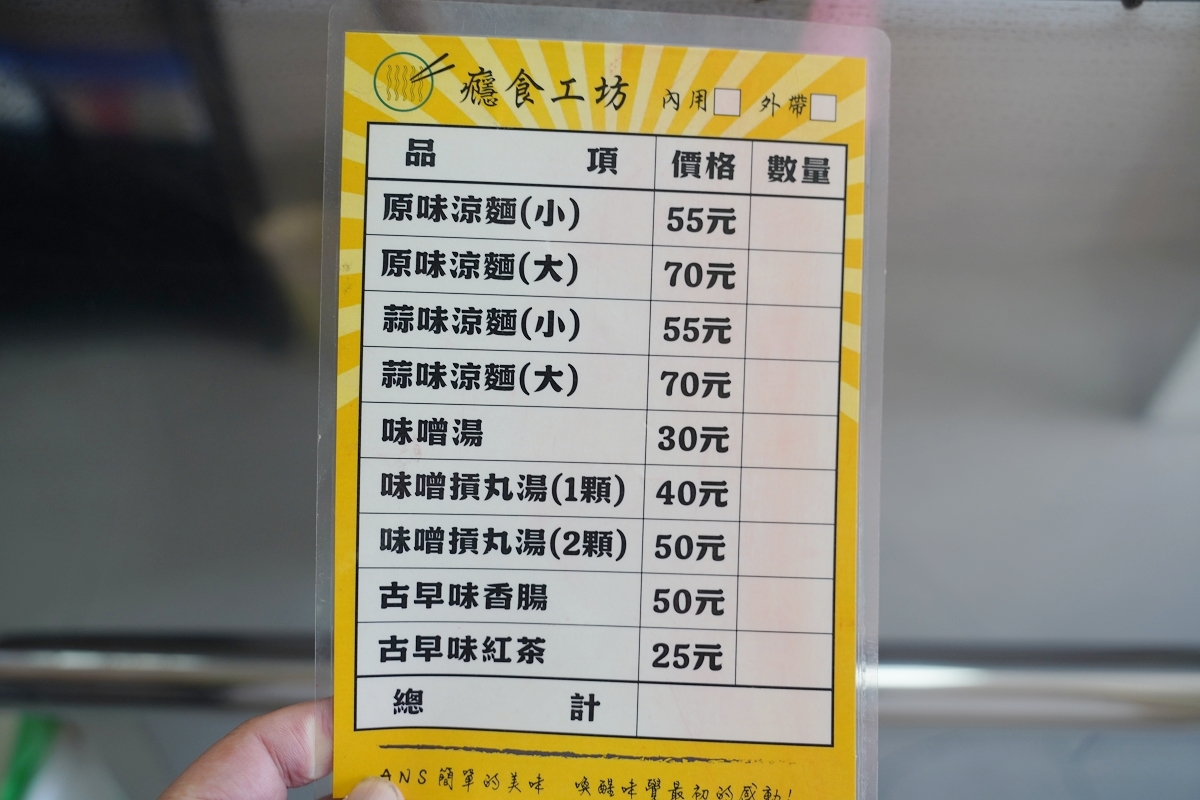 癮食工坊 內用 外帶
品項 價格 數量
原味涼麵(小) 55元
原味涼麵(大) 70元
蒜味涼麵(小) 55元
蒜味涼麵(大) 70元
味噌湯 30元
味噌摃丸湯(1顆) 40元
味噌摃丸湯(2顆) 50元
古早味香腸 50元
古早味紅茶 25元
總計
ANS簡單的美味 喚醒味覺最初的感動!